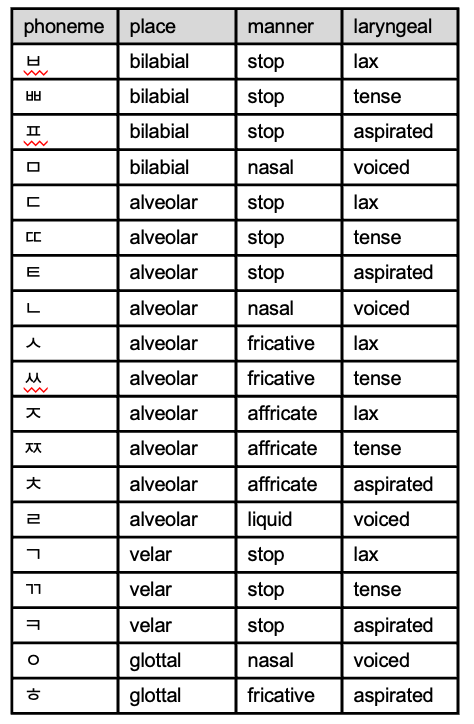 phoneme place manner laryngeal
ㅂ bilabial stop lax
ㅃ bilabial stop tense
ㅍ bilabial stop aspirated
ㅁ bilabial nasal voiced
ㄷ alveolar stop lax
ㄸ alveolar stop tense
ㅌ alveolar stop aspirated
ㄴ alveolar nasal voiced
ㅅ alveolar fricative lax
ㅆ alveolar fricative tense
ㅈ alveolar affricate lax
ㅉ alveolar affricate tense
ㅊ alveolar affricate aspirated
ㄹ alveolar liquid voiced
ㄱ velar stop lax
ㄲ velar stop tense
ㅋ velar stop aspirated
ㅇ glottal nasal voiced
ㅎ glottal fricative aspirated